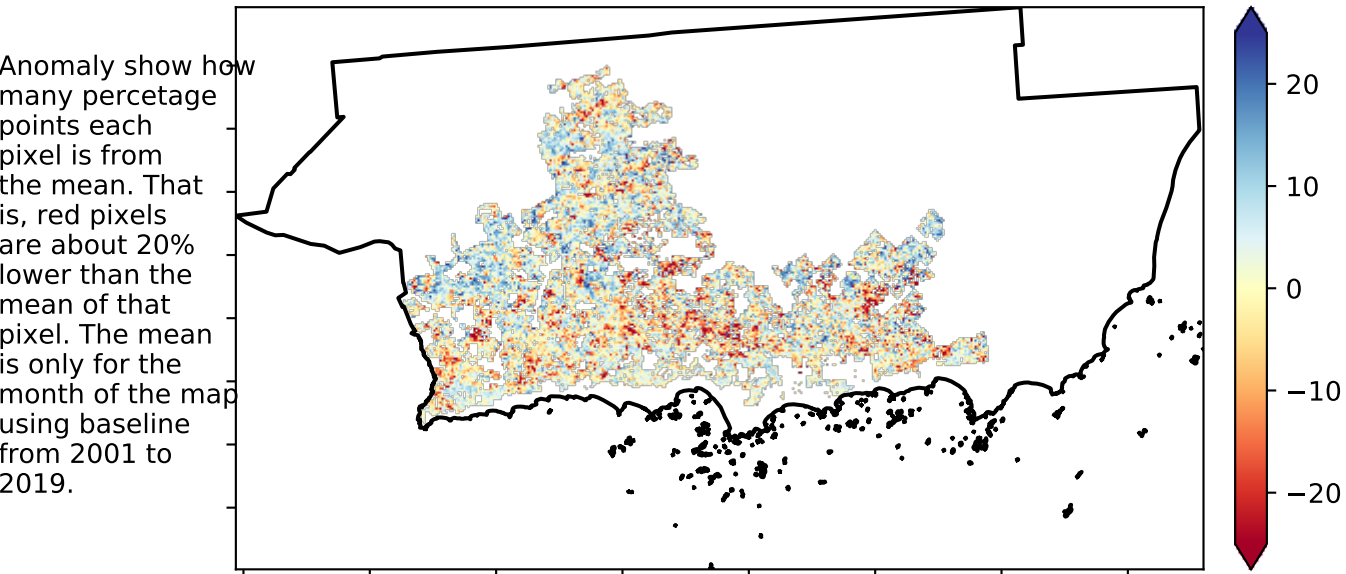 Anomaly show how
many percetage
points each
pixel is from
the mean. That
is, red pixels
are about 20%
lower than the
mean of that
pixel. The mean
is only for the
month of the map
using baseline
from 2001 to
2019.
20
10
0
−10
−20